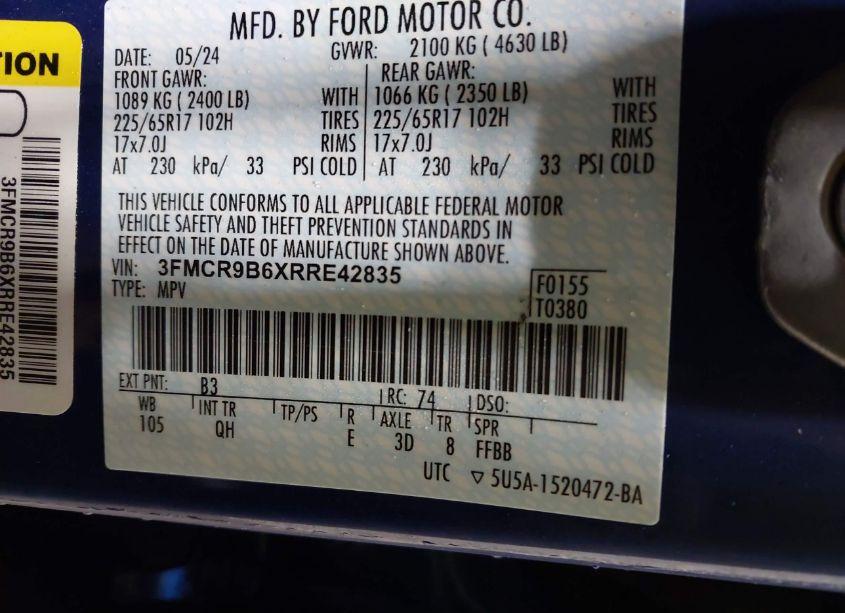 MFD. BY FORD MOTOR CO.
DATE: 05/24 GVWR: 2100 KG ( 4630 LB)
FRONT GAWR: REAR GAWR:
1089 KG ( 2400 LB) WITH 1066 KG ( 2350 LB) WITH
225/65R17 102H TIRES 225/65R17 102H TIRES
17x7.0J RIMS 17x7.0J RIMS
AT 230 kPa/ 33 PSI COLD AT 230 kPa/ 33 PSI COLD
THIS VEHICLE CONFORMS TO ALL APPLICABLE FEDERAL MOTOR
VEHICLE SAFETY AND THEFT PREVENTION STANDARDS IN
EFFECT ON THE DATE OF MANUFACTURE SHOWN ABOVE.
VIN: 3FMCR9B6XRRE42835
TYPE: MPV
F0155
T0380
EXT PNT: B3 RC: 74 DSO:
WB INT TR TP/PS R AXLE TR SPR
105 QH E 3D 8 FFBB
UTC ▽ 5U5A-1520472-BA
3FMCR9B6XRRE42835